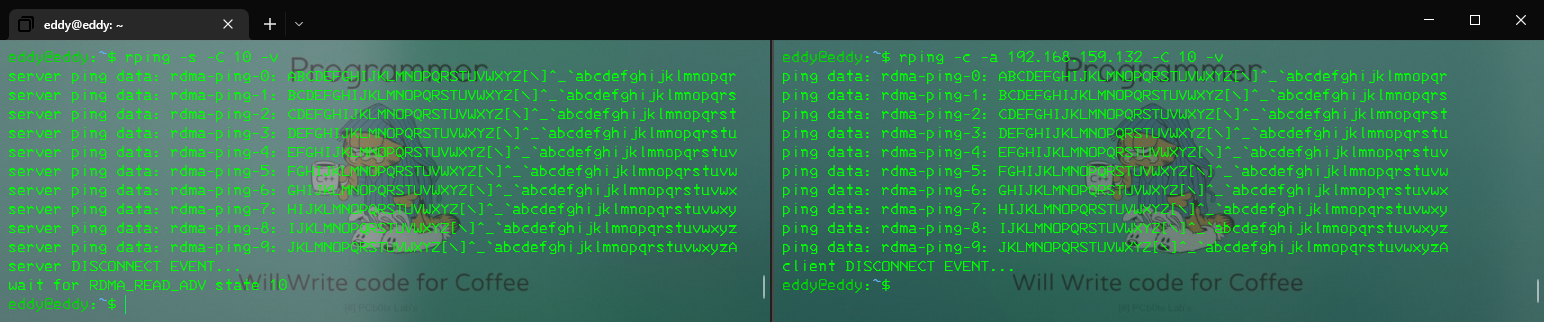 eddy@eddy: ~
eddy@eddy:~$ rping -s -C 10 -v
server ping data: rdma-ping-0: ABCDEFGHIJKLMNOPQRSTUVWXYZ[\]^_`abcdefghijklmnopqr
server ping data: rdma-ping-1: BCDEFGHIJKLMNOPQRSTUVWXYZ[\]^_`abcdefghijklmnopqrs
server ping data: rdma-ping-2: CDEFGHIJKLMNOPQRSTUVWXYZ[\]^_`abcdefghijklmnopqrst
server ping data: rdma-ping-3: DEFGHIJKLMNOPQRSTUVWXYZ[\]^_`abcdefghijklmnopqrstu
server ping data: rdma-ping-4: EFGHIJKLMNOPQRSTUVWXYZ[\]^_`abcdefghijklmnopqrstuv
server ping data: rdma-ping-5: FGHIJKLMNOPQRSTUVWXYZ[\]^_`abcdefghijklmnopqrstuvw
server ping data: rdma-ping-6: GHIJKLMNOPQRSTUVWXYZ[\]^_`abcdefghijklmnopqrstuvwx
server ping data: rdma-ping-7: HIJKLMNOPQRSTUVWXYZ[\]^_`abcdefghijklmnopqrstuvwxy
server ping data: rdma-ping-8: IJKLMNOPQRSTUVWXYZ[\]^_`abcdefghijklmnopqrstuvwxyz
server ping data: rdma-ping-9: JKLMNOPQRSTUVWXYZ[\]^_`abcdefghijklmnopqrstuvwxyzA
server DISCONNECT EVENT...
wait for RDMA_READ_ADV state 10
eddy@eddy:~$
Programmer
Will Write code for Coffee
eddy@eddy:~$ rping -c -a 192.168.159.132 -C 10 -v
ping data: rdma-ping-0: ABCDEFGHIJKLMNOPQRSTUVWXYZ[\]^_`abcdefghijklmnopqr
ping data: rdma-ping-1: BCDEFGHIJKLMNOPQRSTUVWXYZ[\]^_`abcdefghijklmnopqrs
ping data: rdma-ping-2: CDEFGHIJKLMNOPQRSTUVWXYZ[\]^_`abcdefghijklmnopqrst
ping data: rdma-ping-3: DEFGHIJKLMNOPQRSTUVWXYZ[\]^_`abcdefghijklmnopqrstu
ping data: rdma-ping-4: EFGHIJKLMNOPQRSTUVWXYZ[\]^_`abcdefghijklmnopqrstuv
ping data: rdma-ping-5: FGHIJKLMNOPQRSTUVWXYZ[\]^_`abcdefghijklmnopqrstuvw
ping data: rdma-ping-6: GHIJKLMNOPQRSTUVWXYZ[\]^_`abcdefghijklmnopqrstuvwx
ping data: rdma-ping-7: HIJKLMNOPQRSTUVWXYZ[\]^_`abcdefghijklmnopqrstuvwxy
ping data: rdma-ping-8: IJKLMNOPQRSTUVWXYZ[\]^_`abcdefghijklmnopqrstuvwxyz
ping data: rdma-ping-9: JKLMNOPQRSTUVWXYZ[\]^_`abcdefghijklmnopqrstuvwxyzA
client DISCONNECT EVENT...
eddy@eddy:~$
Programmer
Will Write code for Coffee